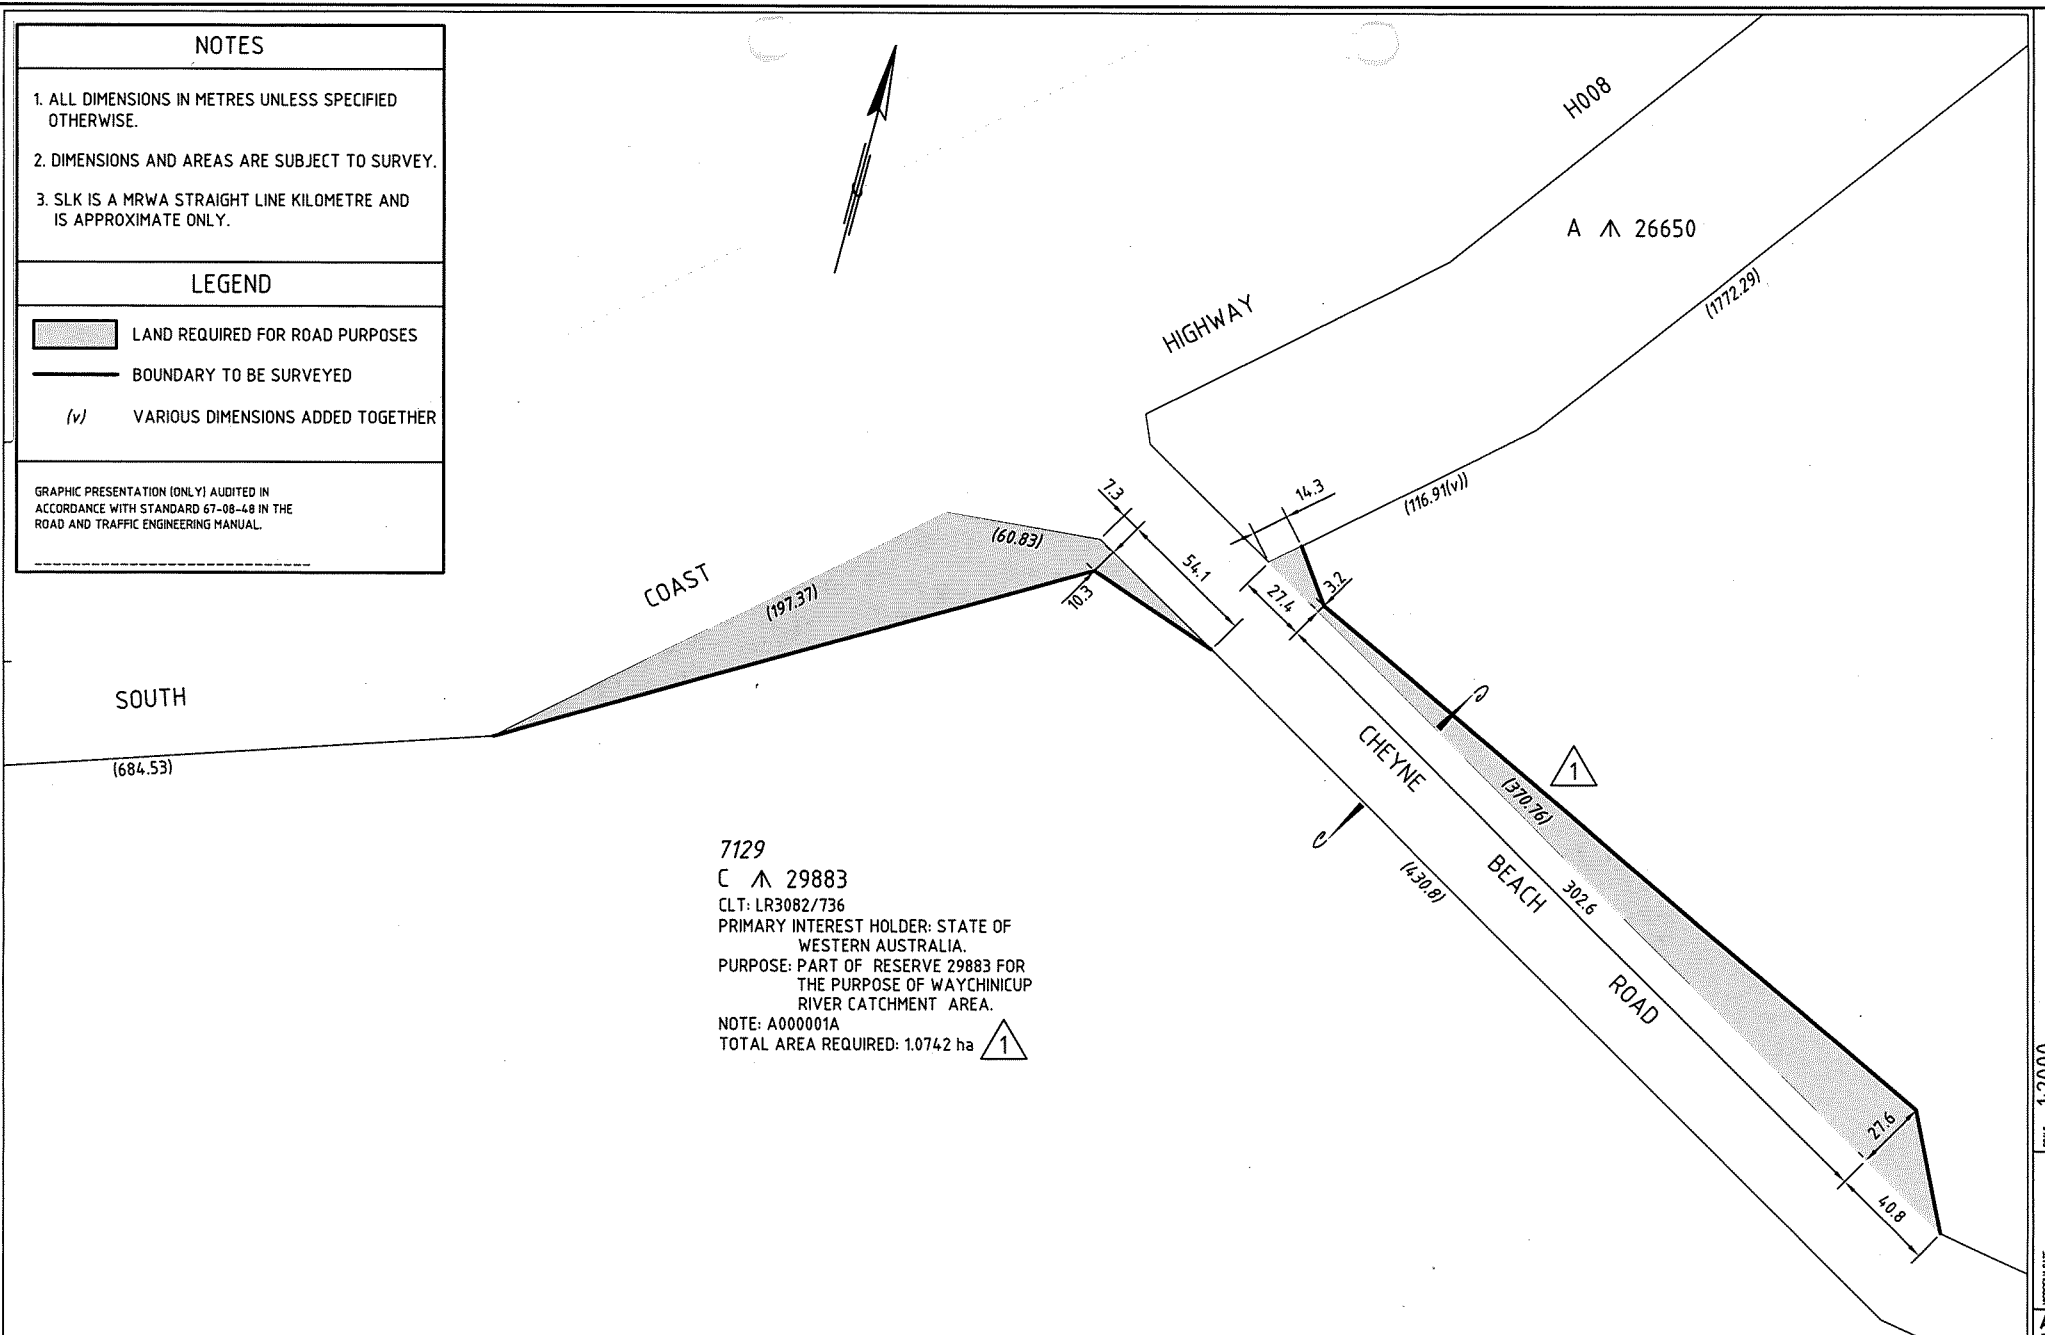 NOTES
1. ALL DIMENSIONS IN METRES UNLESS SPECIFIED
OTHERWISE.
2. DIMENSIONS AND AREAS ARE SUBJECT TO SURVEY.
3. SLK IS A MRWA STRAIGHT LINE KILOMETRE AND
IS APPROXIMATE ONLY.
LEGEND
LAND REQUIRED FOR ROAD PURPOSES
BOUNDARY TO BE SURVEYED
(v) VARIOUS DIMENSIONS ADDED TOGETHER
GRAPHIC PRESENTATION (ONLY) AUDITED IN
ACCORDANCE WITH STANDARD 67-08-48 IN THE
ROAD AND TRAFFIC ENGINEERING MANUAL.
H008
A 26650
(1772.29)
HIGHWAY
(116.91(v))
14.3
7.3
(60.83)
54.1
COAST
(197.37)
10.3
27.4
3.2
SOUTH
(684.53)
CHEYNE
BEACH
ROAD
(370.76)
1
302.6
(430.8)
27.6
40.8
7129
C 29883
CLT: LR3082/736
PRIMARY INTEREST HOLDER: STATE OF
WESTERN AUSTRALIA.
PURPOSE: PART OF RESERVE 29883 FOR
THE PURPOSE OF WAYCHINICUP
RIVER CATCHMENT AREA.
NOTE: A000001A
TOTAL AREA REQUIRED: 1.0742 ha 1